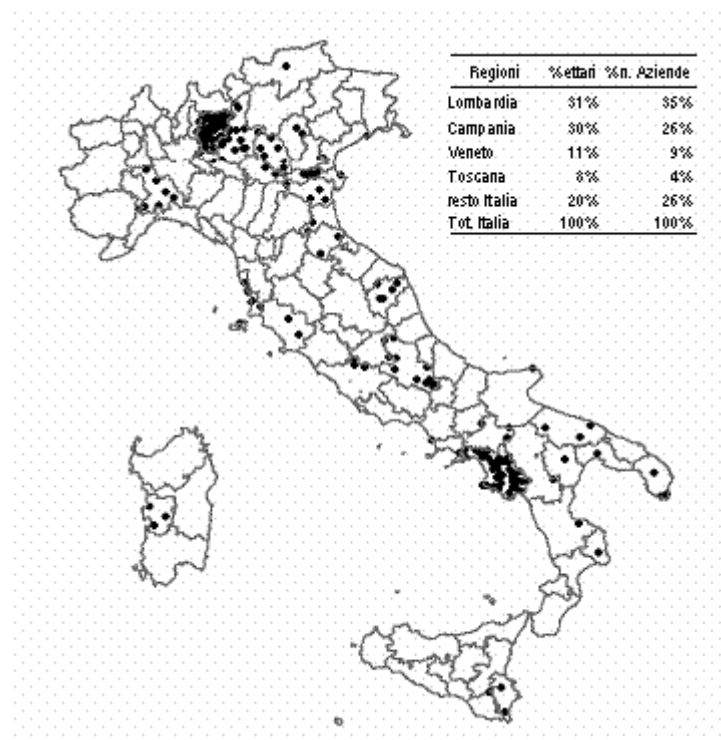 Regioni %ettari %n. Aziende
Lombardia 31% 35%
Campania 30% 26%
Veneto 11% 9%
Toscana 8% 4%
resto Italia 20% 26%
Tot. Italia 100% 100%